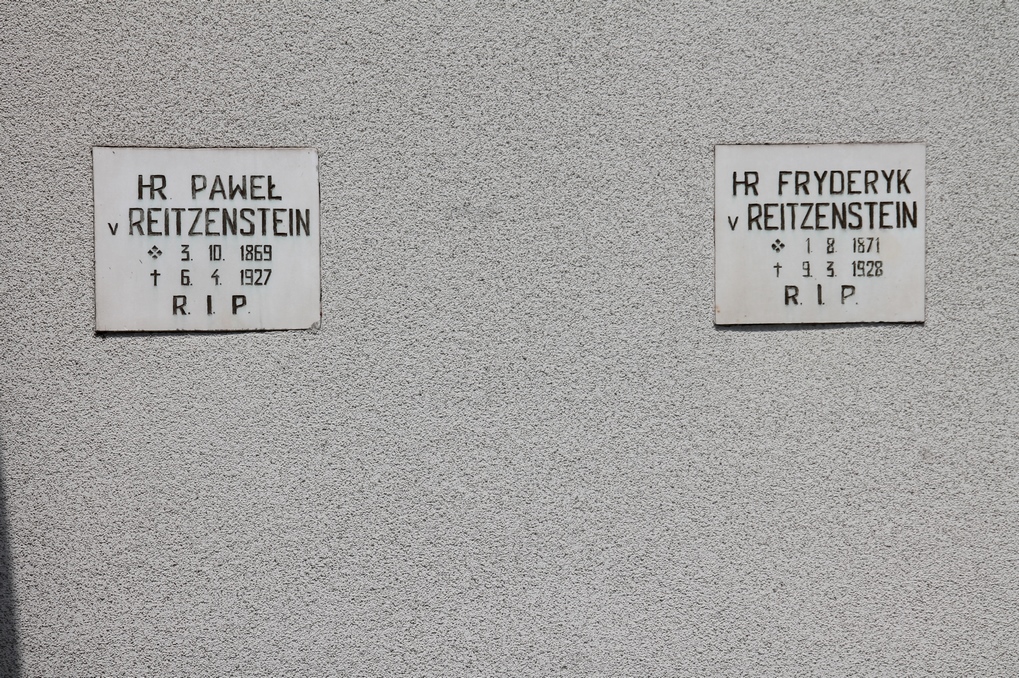 HR. PAWEŁ
v REITZENSTEIN
❖ 3. 10. 1869
† 6. 4. 1927
R. I. P.
HR FRYDERYK
v REITZENSTEIN
❖ 1. 8. 1871
† 9. 3. 1928
R. I. P.